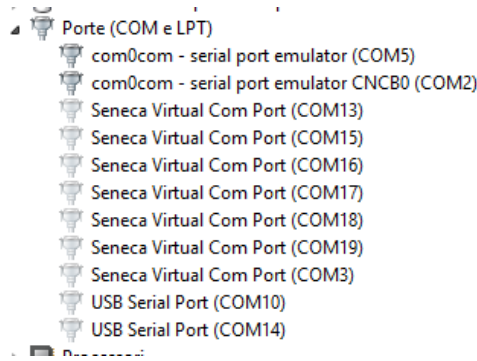 Porte (COM e LPT)
com0com - serial port emulator (COM5)
com0com - serial port emulator CNCB0 (COM2)
Seneca Virtual Com Port (COM13)
Seneca Virtual Com Port (COM15)
Seneca Virtual Com Port (COM16)
Seneca Virtual Com Port (COM17)
Seneca Virtual Com Port (COM18)
Seneca Virtual Com Port (COM19)
Seneca Virtual Com Port (COM3)
USB Serial Port (COM10)
USB Serial Port (COM14)
Processori